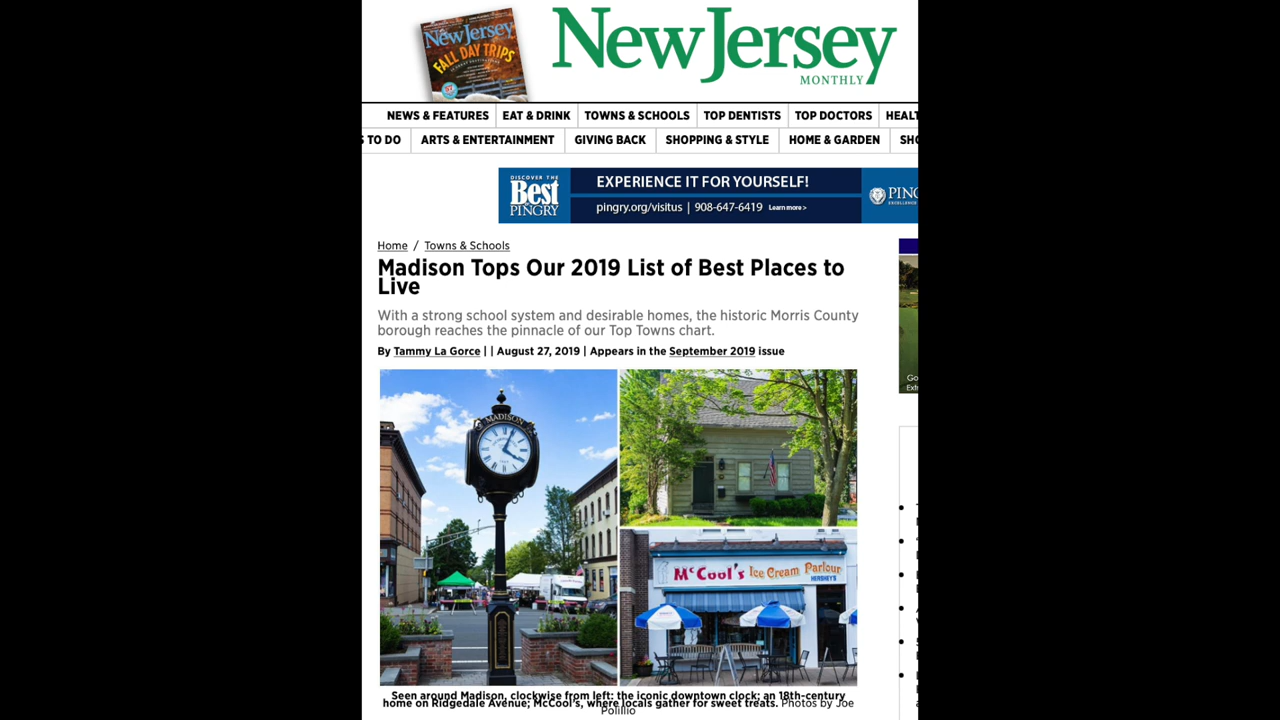 New Jersey
FALL DAY TRIPS
New Jersey
MONTHLY
NEWS & FEATURES
EAT & DRINK
TOWNS & SCHOOLS
TOP DENTISTS
TOP DOCTORS
HEALT
TO DO
ARTS & ENTERTAINMENT
GIVING BACK
SHOPPING & STYLE
HOME & GARDEN
SHO
DISCOVER THE
Best
PINGRY
EXPERIENCE IT FOR YOURSELF!
pingry.org/visitus | 908-647-6419 Learn more >
PING
EXCELLENCE
Home / Towns & Schools
Madison Tops Our 2019 List of Best Places to
Live
With a strong school system and desirable homes, the historic Morris County
borough reaches the pinnacle of our Top Towns chart.
By Tammy La Gorce | | August 27, 2019 | Appears in the September 2019 issue
MADISON
McCool's Ice Cream Parlour
HERSHEY'S
Go
Seen around Madison, clockwise from left: the iconic downtown clock; an 18th-century
home on Ridgedale Avenue; McCool's, where locals gather for sweet treats. Photos by Joe
Polillio